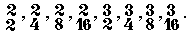 2/2, 2/4, 2/8, 2/16, 3/2, 3/4, 3/8, 3/16.